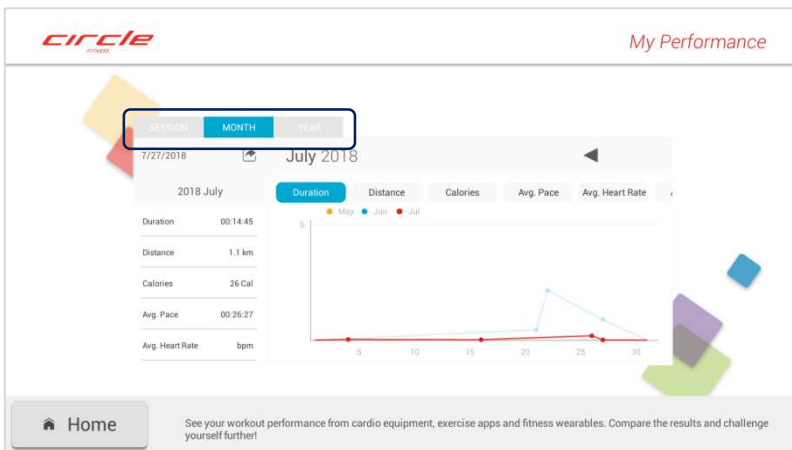 circle
FITNESS
My Performance
SESSION MONTH YEAR
7/27/2018
July 2018
2018 July
Duration Distance Calories Avg. Pace Avg. Heart Rate
May Jun Jul
Duration 00:14:45
Distance 1.1 km
Calories 26 Cal
Avg. Pace 00:26:27
Avg. Heart Rate bpm
5
5 10 15 20 25 30
Home
See your workout performance from cardio equipment, exercise apps and fitness wearables. Compare the results and challenge
yourself further!